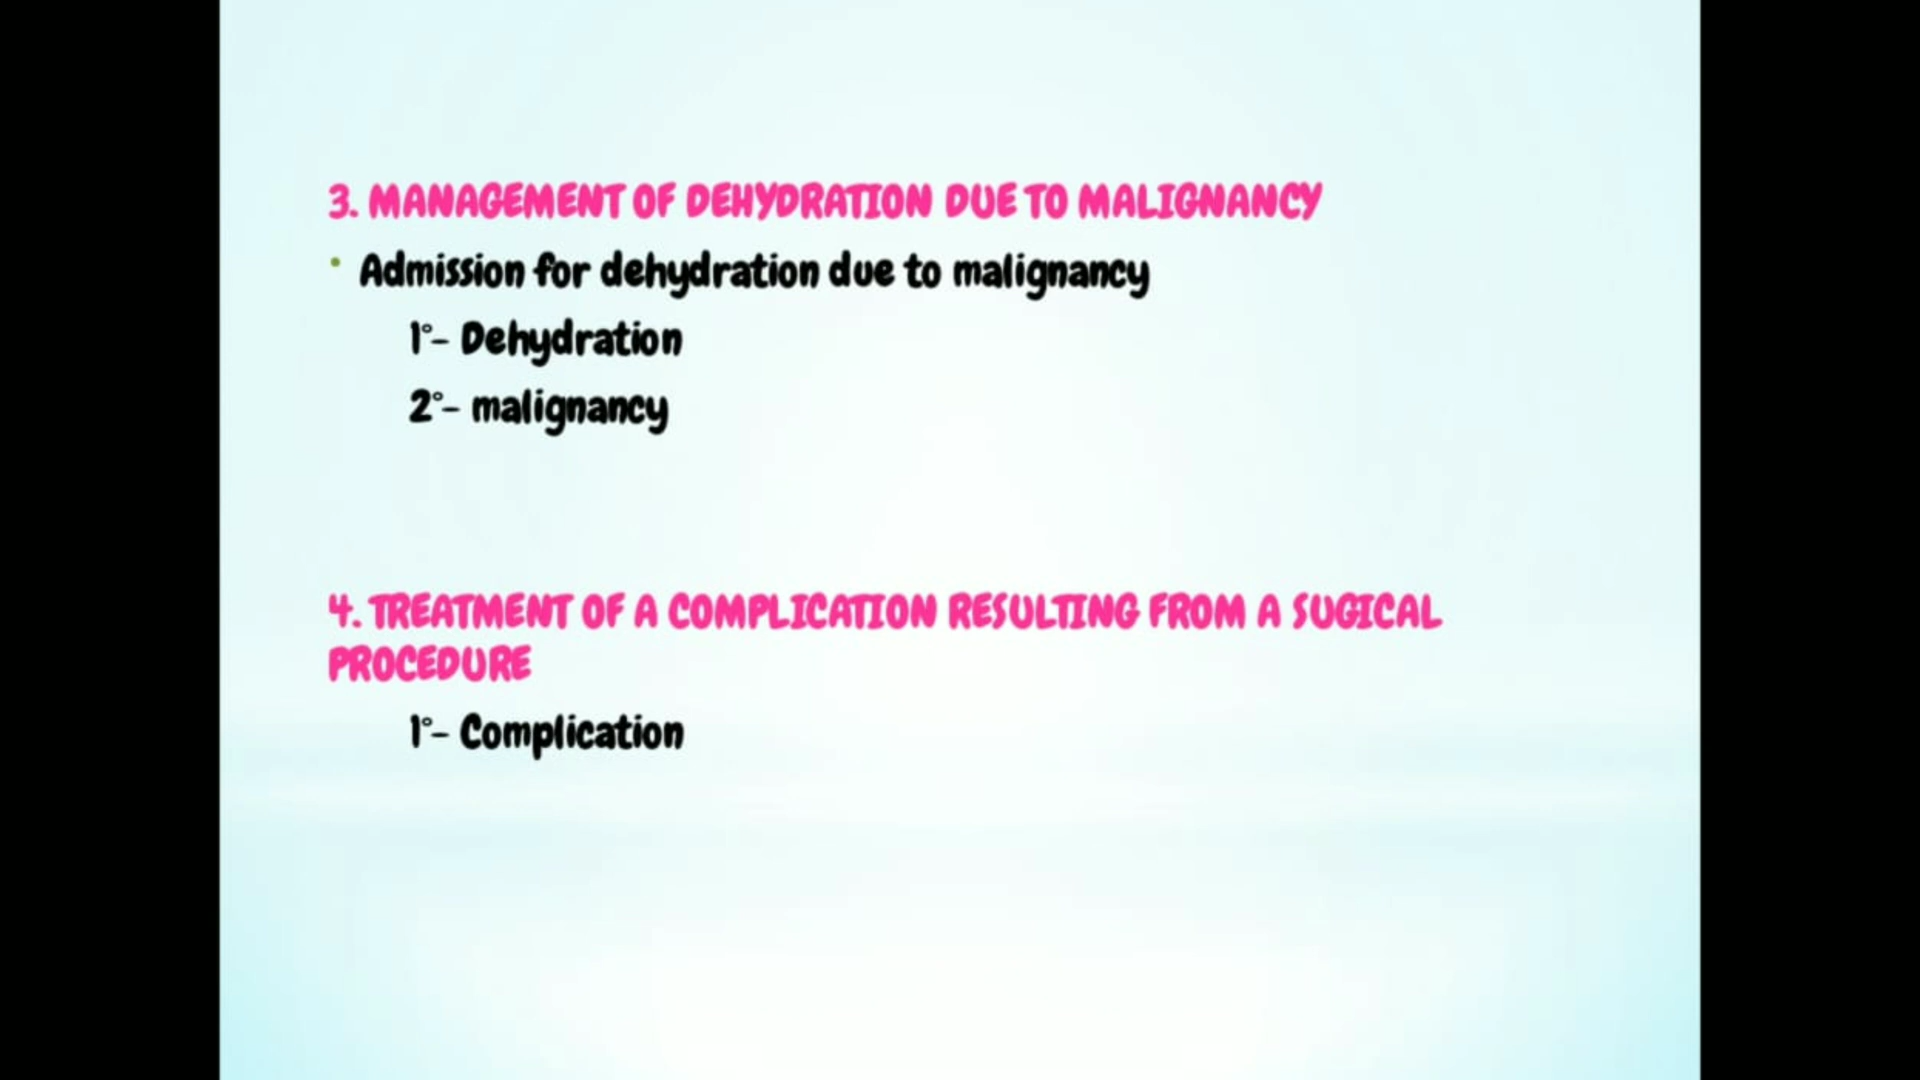 3. MANAGEMENT OF DEHYDRATION DUE TO MALIGNANCY
• Admission for dehydration due to malignancy
1°- Dehydration
2°- malignancy
4. TREATMENT OF A COMPLICATION RESULTING FROM A SUGICAL
PROCEDURE
1°- Complication